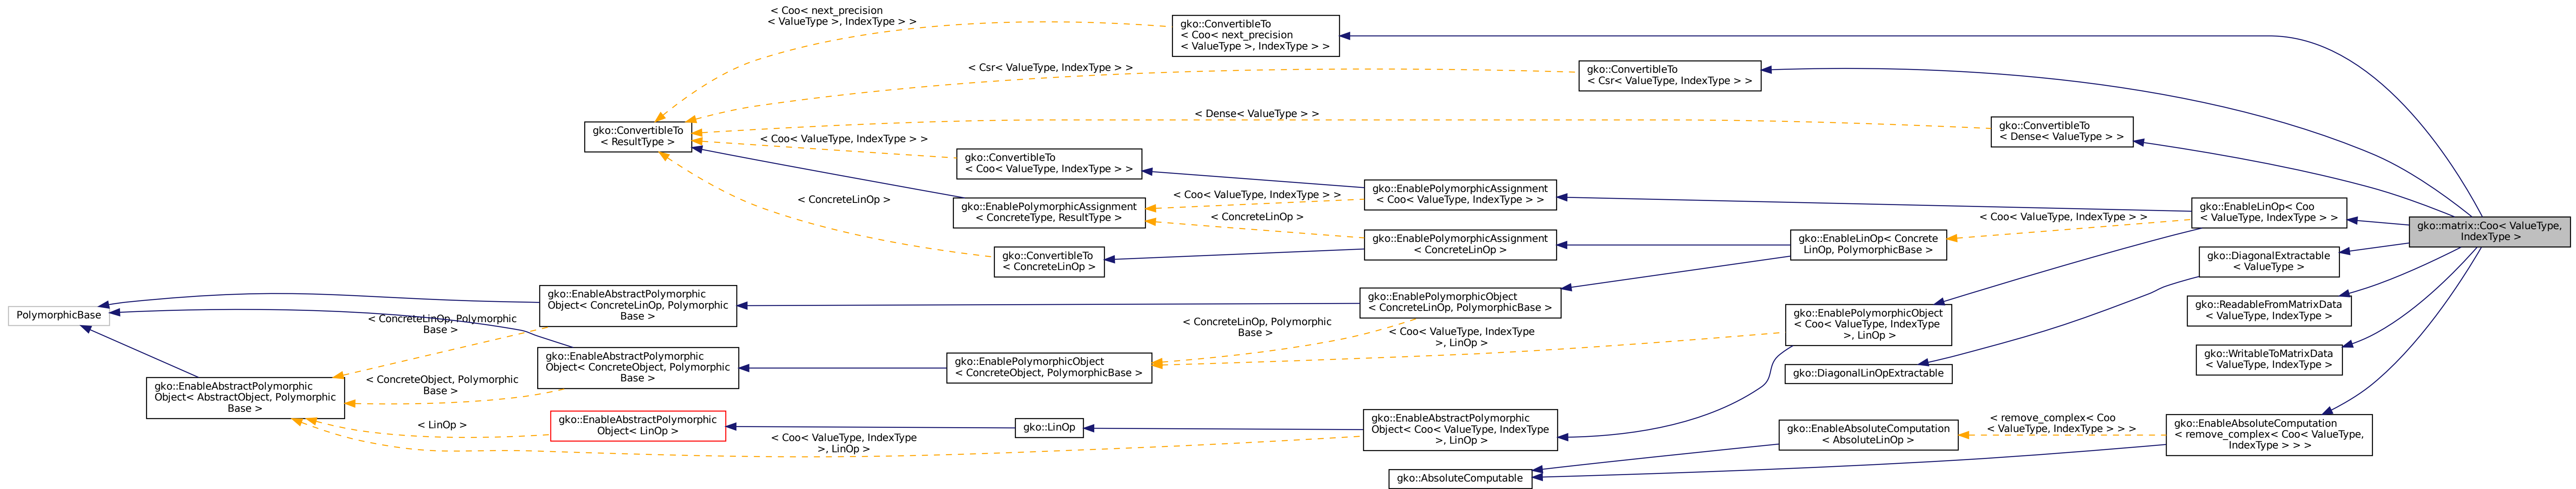 < Coo< next_precision
< ValueType >, IndexType > >
gko::ConvertibleTo
< Coo< next_precision
< ValueType >, IndexType > >
< Csr< ValueType, IndexType > >
gko::ConvertibleTo
< Csr< ValueType, IndexType > >
gko::ConvertibleTo
< ResultType >
< Dense< ValueType > >
gko::ConvertibleTo
< Dense< ValueType > >
< Coo< ValueType, IndexType > >
gko::ConvertibleTo
< Coo< ValueType, IndexType > >
< ConcreteLinOp >
gko::EnablePolymorphicAssignment
< ConcreteType, ResultType >
< Coo< ValueType, IndexType > >
< ConcreteLinOp >
gko::EnablePolymorphicAssignment
< Coo< ValueType, IndexType > >
gko::EnablePolymorphicAssignment
< ConcreteLinOp >
gko::ConvertibleTo
< ConcreteLinOp >
gko::EnableLinOp< Concrete
LinOp, PolymorphicBase >
< Coo< ValueType, IndexType > >
gko::EnableLinOp< Coo
< ValueType, IndexType > >
gko::matrix::Coo< ValueType,
IndexType >
gko::DiagonalExtractable
< ValueType >
gko::ReadableFromMatrixData
< ValueType, IndexType >
gko::WritableToMatrixData
< ValueType, IndexType >
PolymorphicBase
gko::EnableAbstractPolymorphic
Object< ConcreteLinOp, Polymorphic
Base >
< ConcreteLinOp, Polymorphic
Base >
gko::EnablePolymorphicObject
< ConcreteLinOp, PolymorphicBase >
< ConcreteLinOp, Polymorphic
Base >
< Coo< ValueType, IndexType
>, LinOp >
gko::EnablePolymorphicObject
< Coo< ValueType, IndexType
>, LinOp >
gko::EnableAbstractPolymorphic
Object< ConcreteObject, Polymorphic
Base >
gko::EnablePolymorphicObject
< ConcreteObject, PolymorphicBase >
gko::DiagonalLinOpExtractable
gko::EnableAbstractPolymorphic
Object< AbstractObject, Polymorphic
Base >
< ConcreteObject, Polymorphic
Base >
< LinOp >
gko::EnableAbstractPolymorphic
Object< LinOp >
gko::LinOp
< Coo< ValueType, IndexType
>, LinOp >
gko::EnableAbstractPolymorphic
Object< Coo< ValueType, IndexType
>, LinOp >
gko::EnableAbsoluteComputation
< AbsoluteLinOp >
< remove_complex< Coo
< ValueType, IndexType > > >
gko::EnableAbsoluteComputation
< remove_complex< Coo< ValueType,
IndexType > > >
gko::AbsoluteComputable